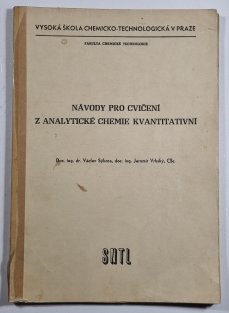 VYSOKÁ ŠKOLA CHEMICKO-TECHNOLOGICKÁ V PRAZE
FAKULTA CHEMICKÉ TECHNOLOGIE
NÁVODY PRO CVIČENÍ
Z ANALYTICKÉ CHEMIE KVANTITATIVNÍ
Doc. ing. dr. Václav Sýkora, doc. ing. Jaromír Vrbský, CSc.
SNTL